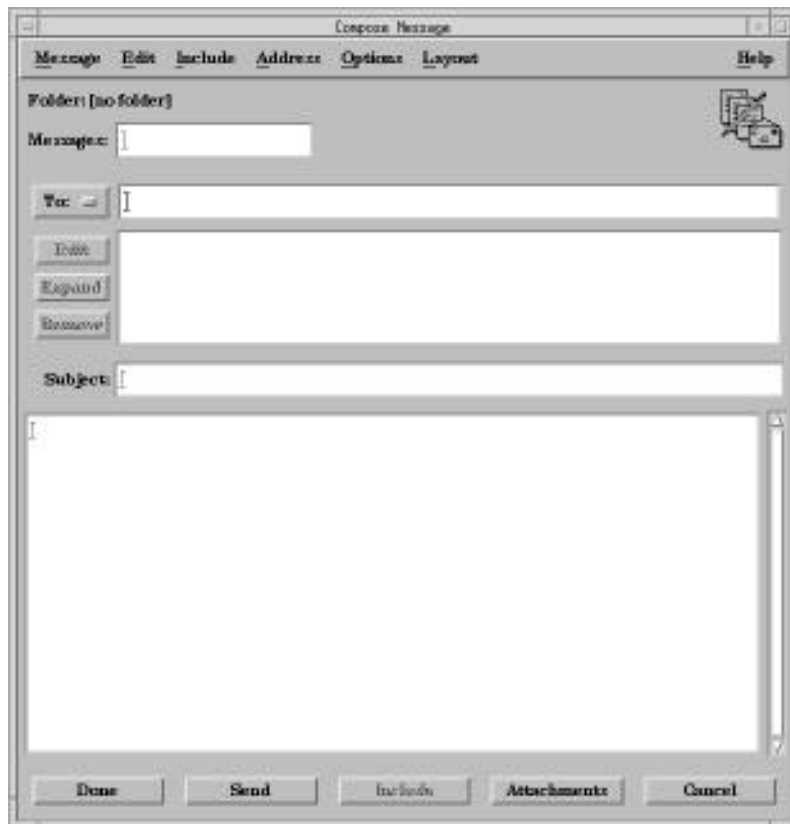 Compose Message
Message Edit Include Address Options Layout Help
Folder: [no folder]
Messages:
To:
Edit
Expand
Remove
Subject:
Done Send Include Attachments Cancel